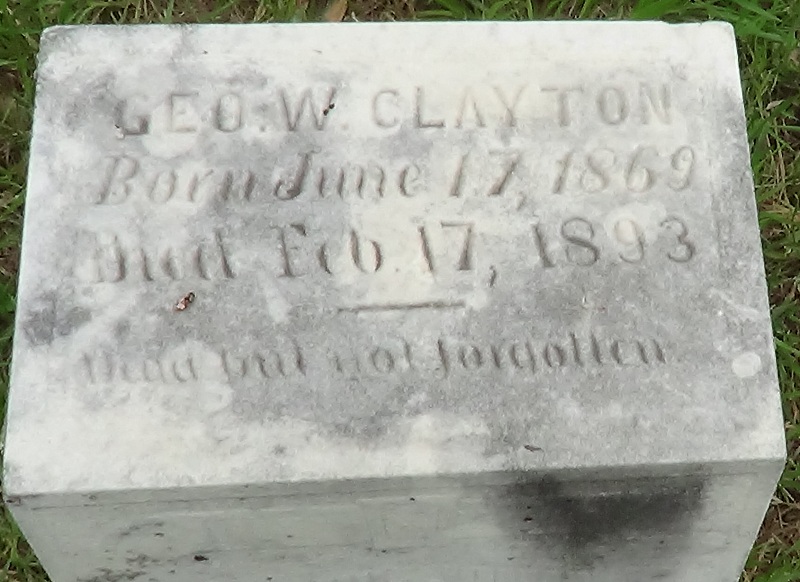 GEO. W. CLAYTON
Born June 17, 1869
Died Feb. 17, 1893
Dead but not forgotten